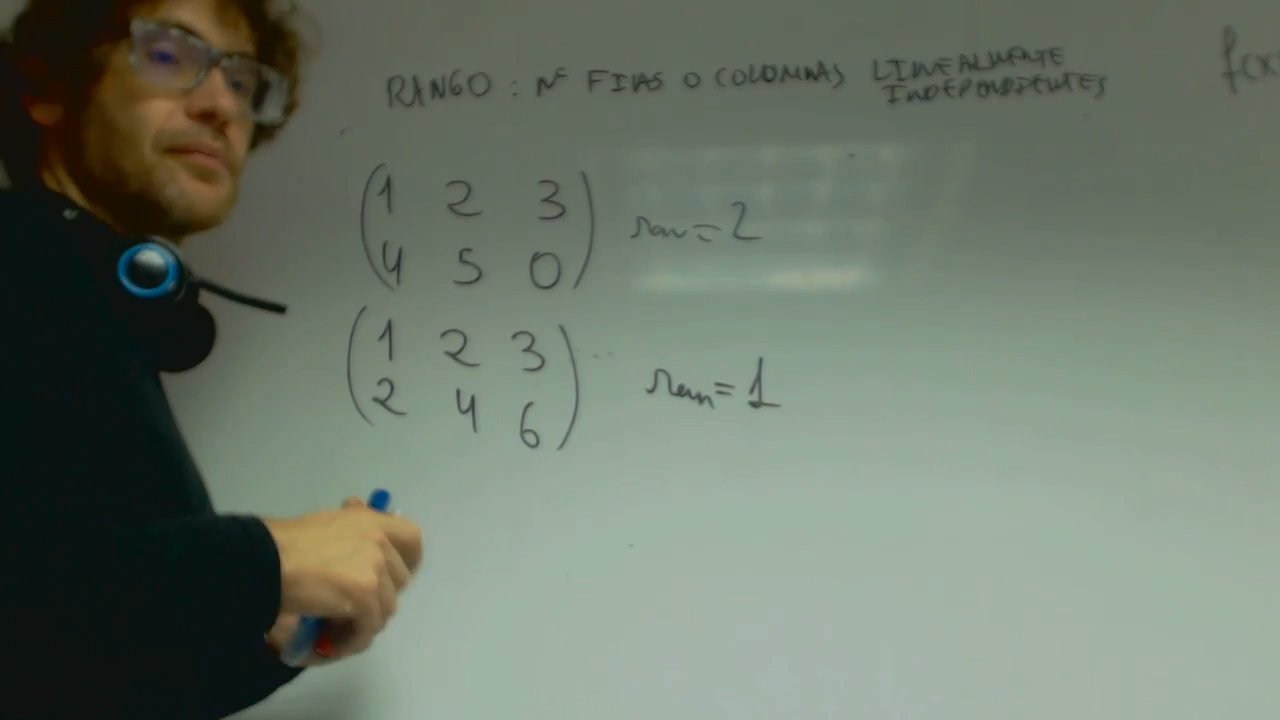 RANGO : Nº FILAS O COLUMNAS LINEALMENTE
INDEPENDIENTES
1 2 3
4 5 0
ran = 2
1 2 3
2 4 6
ran = 1